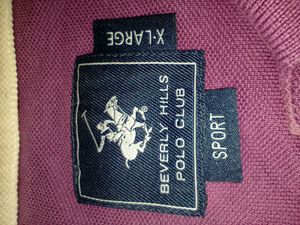 X-LARGE
BEVERLY HILLS
POLO CLUB
SPORT